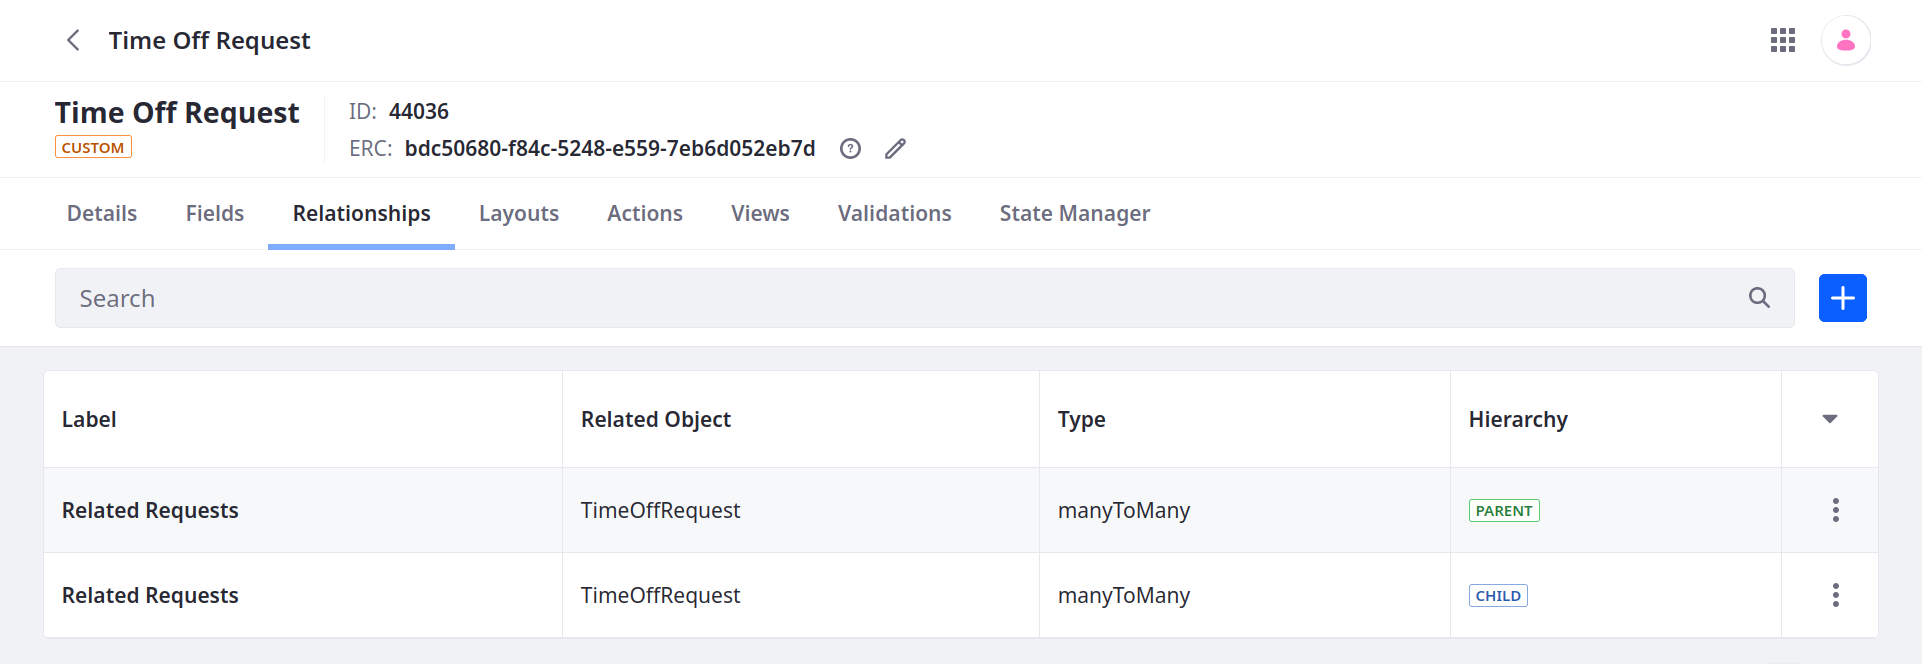 Time Off Request
Time Off Request
CUSTOM
ID: 44036
ERC: bdc50680-f84c-5248-e559-7eb6d052eb7d
Details Fields Relationships Layouts Actions Views Validations State Manager
Search
Label Related Object Type Hierarchy
Related Requests TimeOffRequest manyToMany PARENT
Related Requests TimeOffRequest manyToMany CHILD